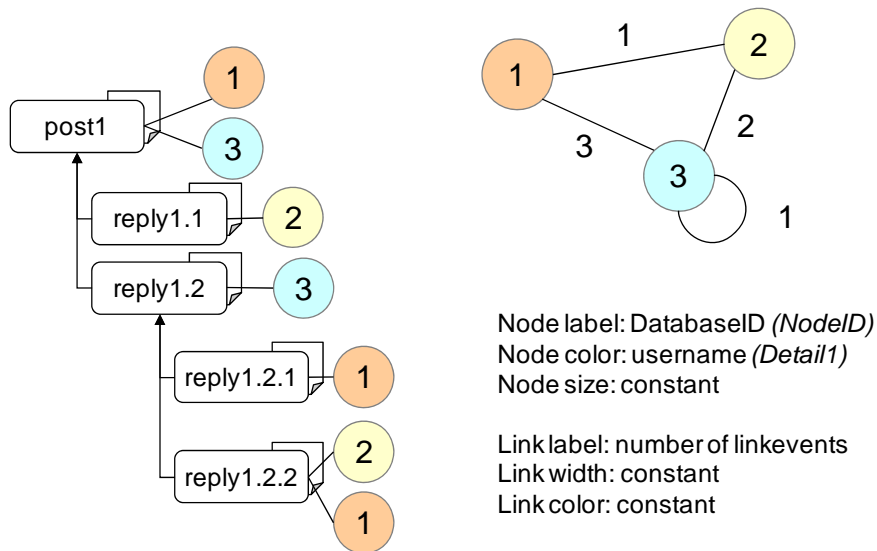 1
post1
3
reply1.1
2
reply1.2
3
reply1.2.1
1
reply1.2.2
2
1
1
1
2
3
2
3
1
Node label: DatabaseID (NodeID)
Node color: username (Detail1)
Node size: constant
Link label: number of linkevents
Link width: constant
Link color: constant